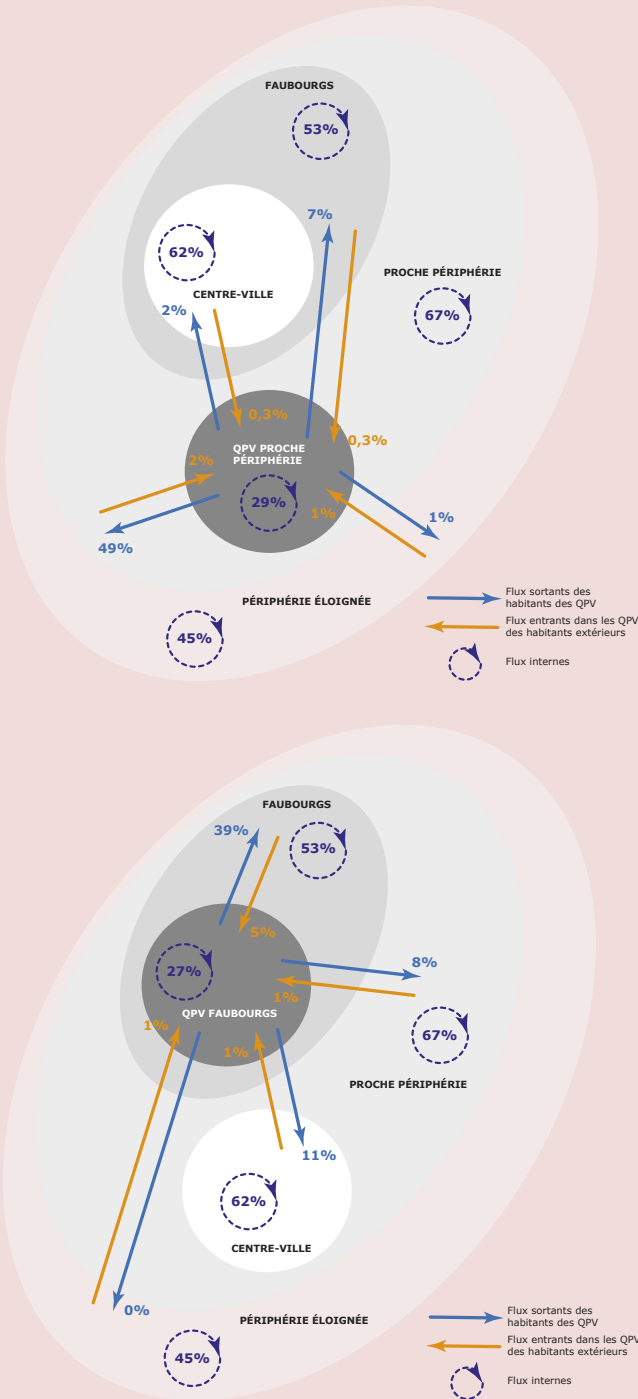 FAUBOURGS
53%
7%
62%
PROCHE PÉRIPHÉRIE
CENTRE-VILLE
2%
67%
0,3%
0,3%
QPV PROCHE
PÉRIPHÉRIE
2%
29%
1%
1%
49%
PÉRIPHÉRIE ÉLOIGNÉE
45%
Flux sortants des
habitants des QPV
Flux entrants dans les QPV
des habitants extérieurs
Flux internes
FAUBOURGS
39%
53%
5%
8%
27%
1%
QPV FAUBOURGS
1%
67%
1%
PROCHE PÉRIPHÉRIE
11%
62%
CENTRE-VILLE
0%
PÉRIPHÉRIE ÉLOIGNÉE
45%
Flux sortants des
habitants des QPV
Flux entrants dans les QPV
des habitants extérieurs
Flux internes